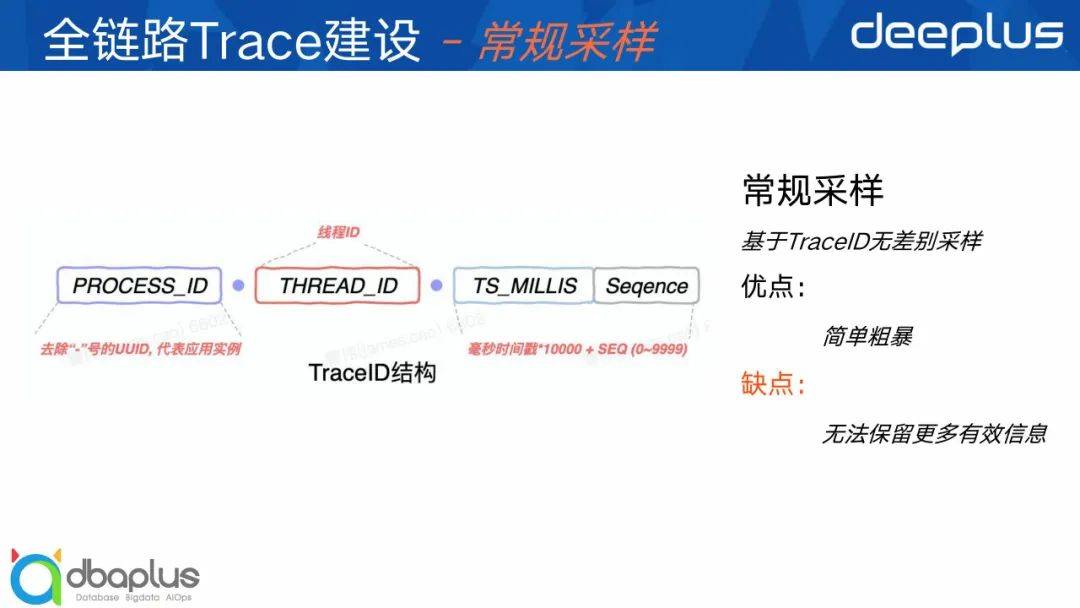 全链路Trace建设 - 常规采样
deeplus
常规采样
基于TraceID无差别采样
优点:
简单粗暴
缺点:
无法保留更多有效信息
线程ID
PROCESS_ID
THREAD_ID
TS_MILLIS
Seqence
去除“-”号的UUID, 代表应用实例
毫秒时间戳*10000 + SEQ (0~9999)
TraceID结构
dbaplus
Database Bigdata AIOps